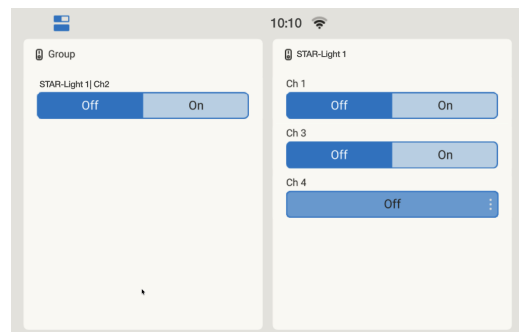 10:10
Group
STAR-Light 1| Ch2
Off On
STAR-Light 1
Ch 1
Off On
Ch 3
Off On
Ch 4
Off